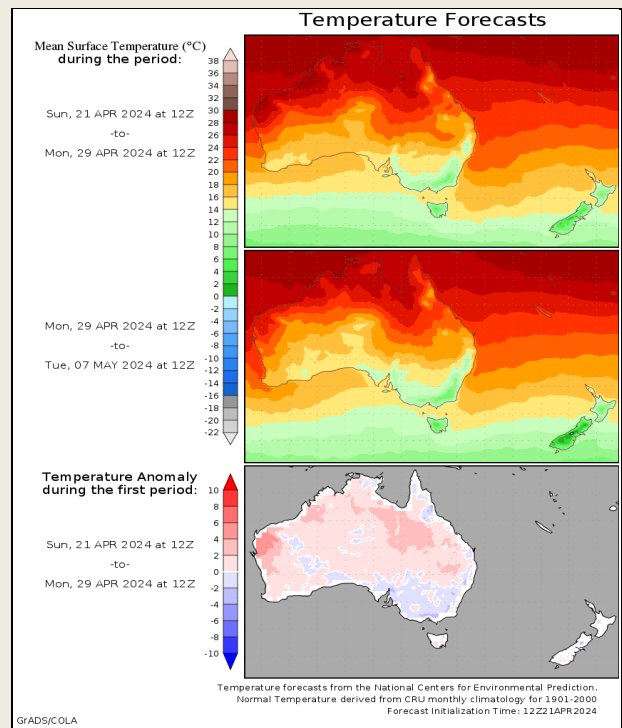 Temperature Forecasts
Mean Surface Temperature (°C)
during the period:
38
36
34
32
30
28
26
24
22
20
18
16
14
12
10
8
6
4
2
0
-2
-4
-6
-8
-10
-12
-14
-16
-18
-20
-22
Sun, 21 APR 2024 at 12Z
-to-
Mon, 29 APR 2024 at 12Z
Mon, 29 APR 2024 at 12Z
-to-
Tue, 07 MAY 2024 at 12Z
Temperature Anomaly
during the first period:
10
8
6
4
2
0
-2
-4
-6
-8
-10
Sun, 21 APR 2024 at 12Z
-to-
Mon, 29 APR 2024 at 12Z
Temperature forecasts from the National Centers for Environmental Prediction.
Normal Temperature derived from CRU monthly climatology for 1901-2000
Forecast Initialization Time: 12Z21APR2024
GrADS/COLA